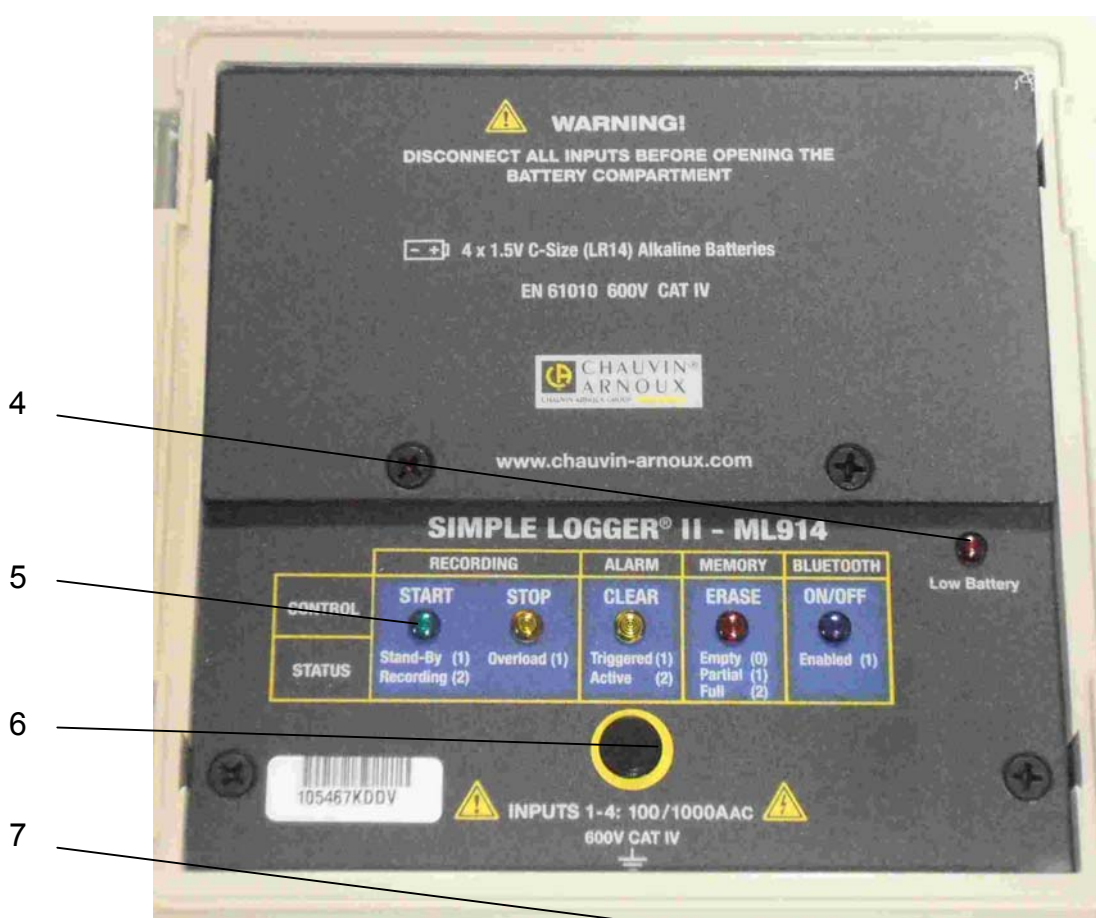 WARNING!
DISCONNECT ALL INPUTS BEFORE OPENING THE
BATTERY COMPARTMENT
4 x 1.5V C-Size (LR14) Alkaline Batteries
EN 61010 600V CAT IV
CHAUVIN®
ARNOUX
CHAUVIN ARNOUX GROUP
www.chauvin-arnoux.com
4
SIMPLE LOGGER® II - ML914
Low Battery
RECORDING ALARM MEMORY BLUETOOTH
5
CONTROL
START STOP CLEAR ERASE ON/OFF
STATUS
Stand-By (1) Overload (1) Triggered (1) Empty (0) Enabled (1)
Recording (2) Active (2) Partial (1)
Full (2)
6
105467KDDV
INPUTS 1-4: 100/1000AAC
600V CAT IV
7